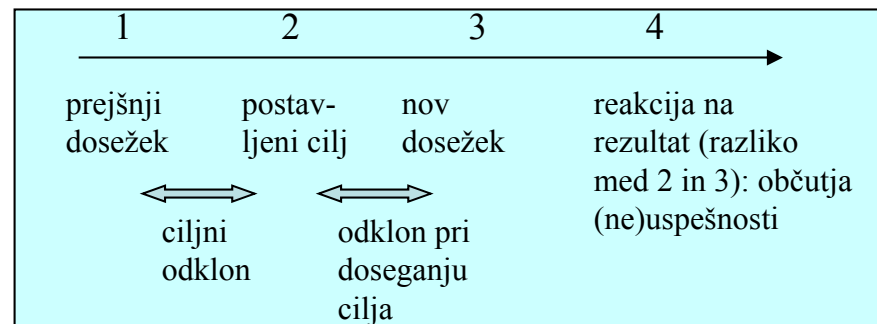 1 2 3 4
prejšnji postav- nov reakcija na
dosežek ljeni cilj dosežek rezultat (razliko
med 2 in 3): občutja
(ne)uspešnosti
ciljni odklon pri
odklon doseganju
cilja